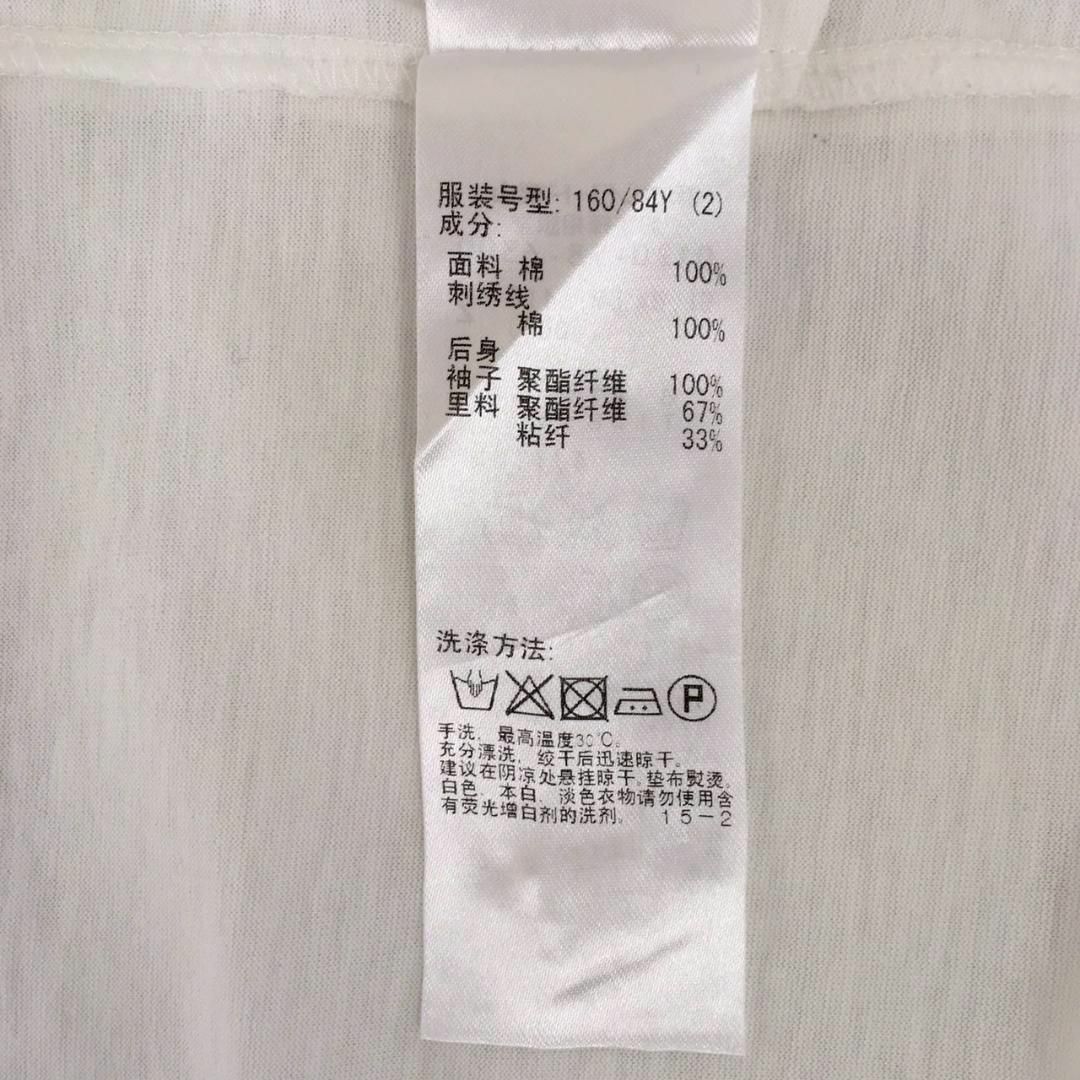 服装号型: 160/84Y (2)
成分:
面料 棉 100%
刺绣线
棉 100%
后身
袖子 聚酯纤维 100%
里料 聚酯纤维 67%
粘纤 33%
洗涤方法:
P
手洗, 最高温度30℃。
充分漂洗, 绞干后迅速晾干。
建议在阴凉处悬挂晾干。垫布熨烫。
白色、本白、淡色衣物请勿使用含
有荧光增白剂的洗剂。 15-2